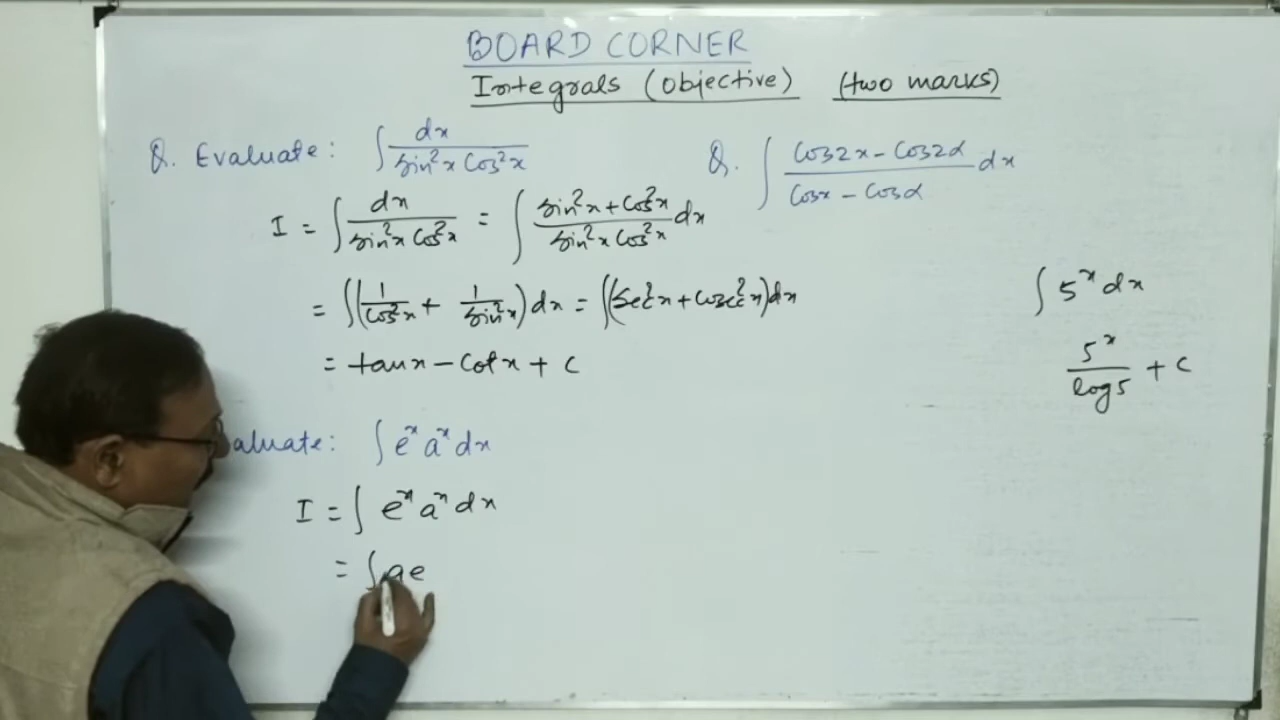 BOARD CORNER
Integrals (objective) (two marks)
Q. Evaluate: ∫ dx / sin²x Cos²x
I = ∫ dx / sin²x Cos²x = ∫ sin²x + Cos²x / sin²x Cos²x dx
= ∫(1/Cos²x + 1/sin²x) dx = ∫(Sec²x + Cosec²x)dx
= tanx - Cotx + C
aluate: ∫ eˣ aˣ dx
I = ∫ eˣ aˣ dx
= ∫ ae
Q. ∫ Cos2x - Cos2α / Cosx - Cosα dx
∫ 5ˣ dx
5ˣ / log5 + C